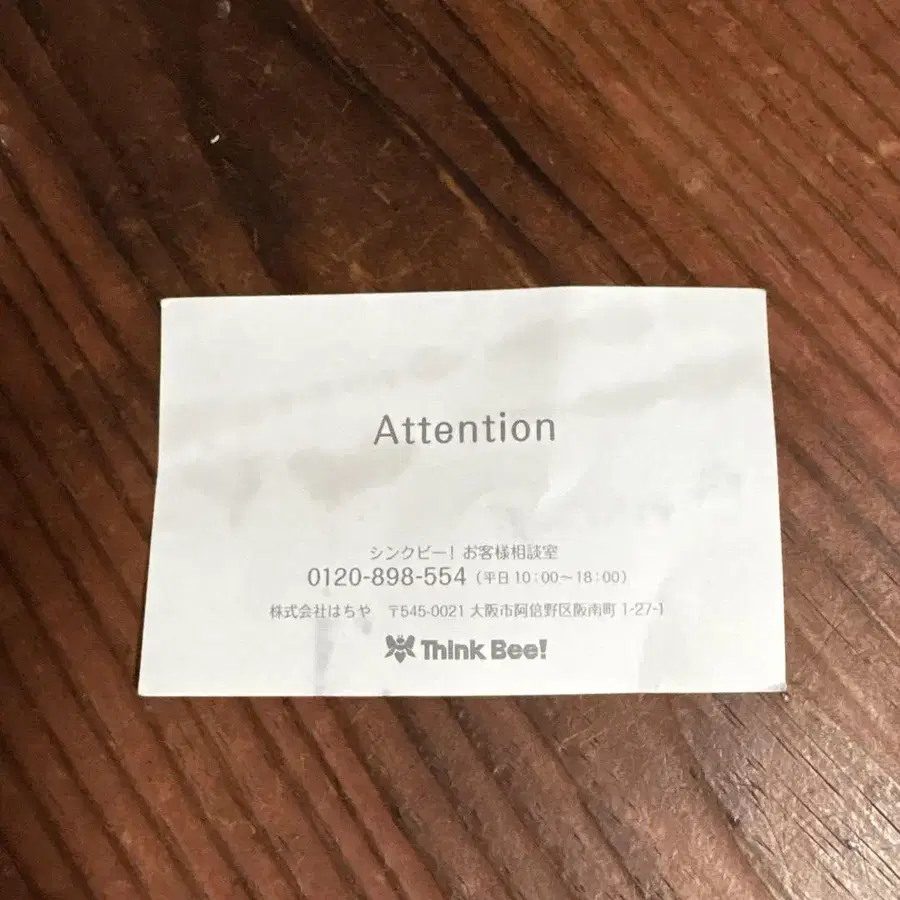 Attention
シンクビー! お客様相談室
0120-898-554 (平日 10:00~18:00)
株式会社はちや 〒545-0021 大阪市阿倍野区阪南町 1-27-1
Think Bee!